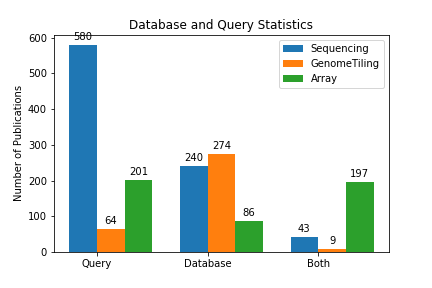 Database and Query Statistics
Number of Publications
600
500
400
300
200
100
0
580
64
201
240
274
86
43
9
197
Query
Database
Both
Sequencing
GenomeTiling
Array